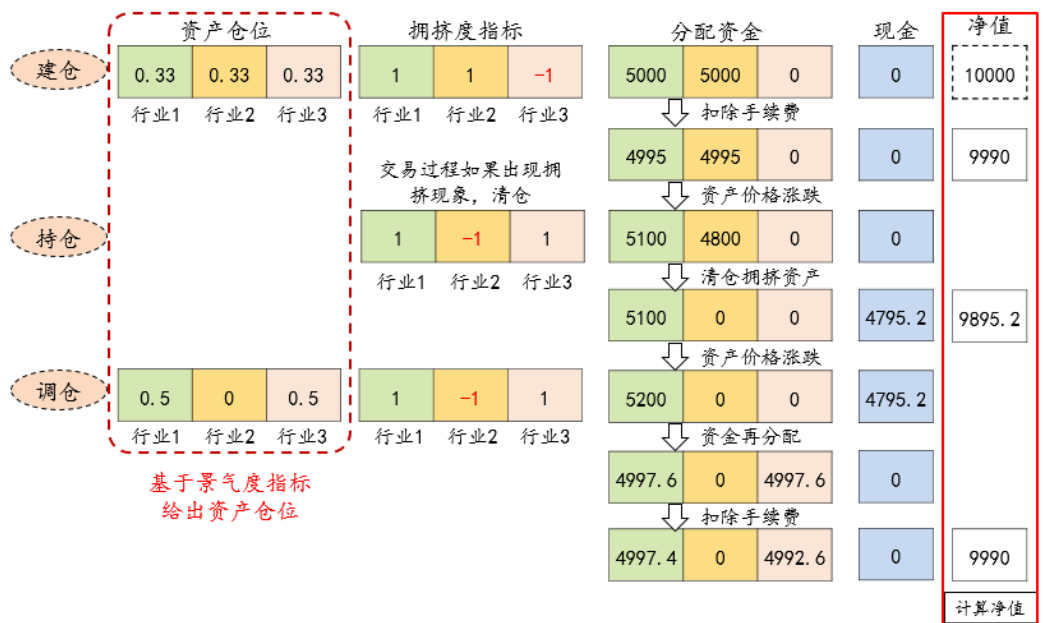 资产仓位 拥挤度指标 分配资金 现金 净值
建仓 0.33 0.33 0.33 1 1 -1 5000 5000 0 0 10000
行业1 行业2 行业3 行业1 行业2 行业3 扣除手续费
4995 4995 0 0 9990
交易过程如果出现拥
挤现象，清仓
资产价格涨跌
持仓 1 -1 1 5100 4800 0 0
行业1 行业2 行业3 清仓拥挤资产
5100 0 0 4795.2 9895.2
资产价格涨跌
调仓 0.5 0 0.5 1 -1 1 5200 0 0 4795.2
行业1 行业2 行业3 行业1 行业2 行业3 资金再分配
基于景气度指标
给出资产仓位
4997.6 0 4997.6 0
扣除手续费
4997.4 0 4992.6 0 9990
计算净值